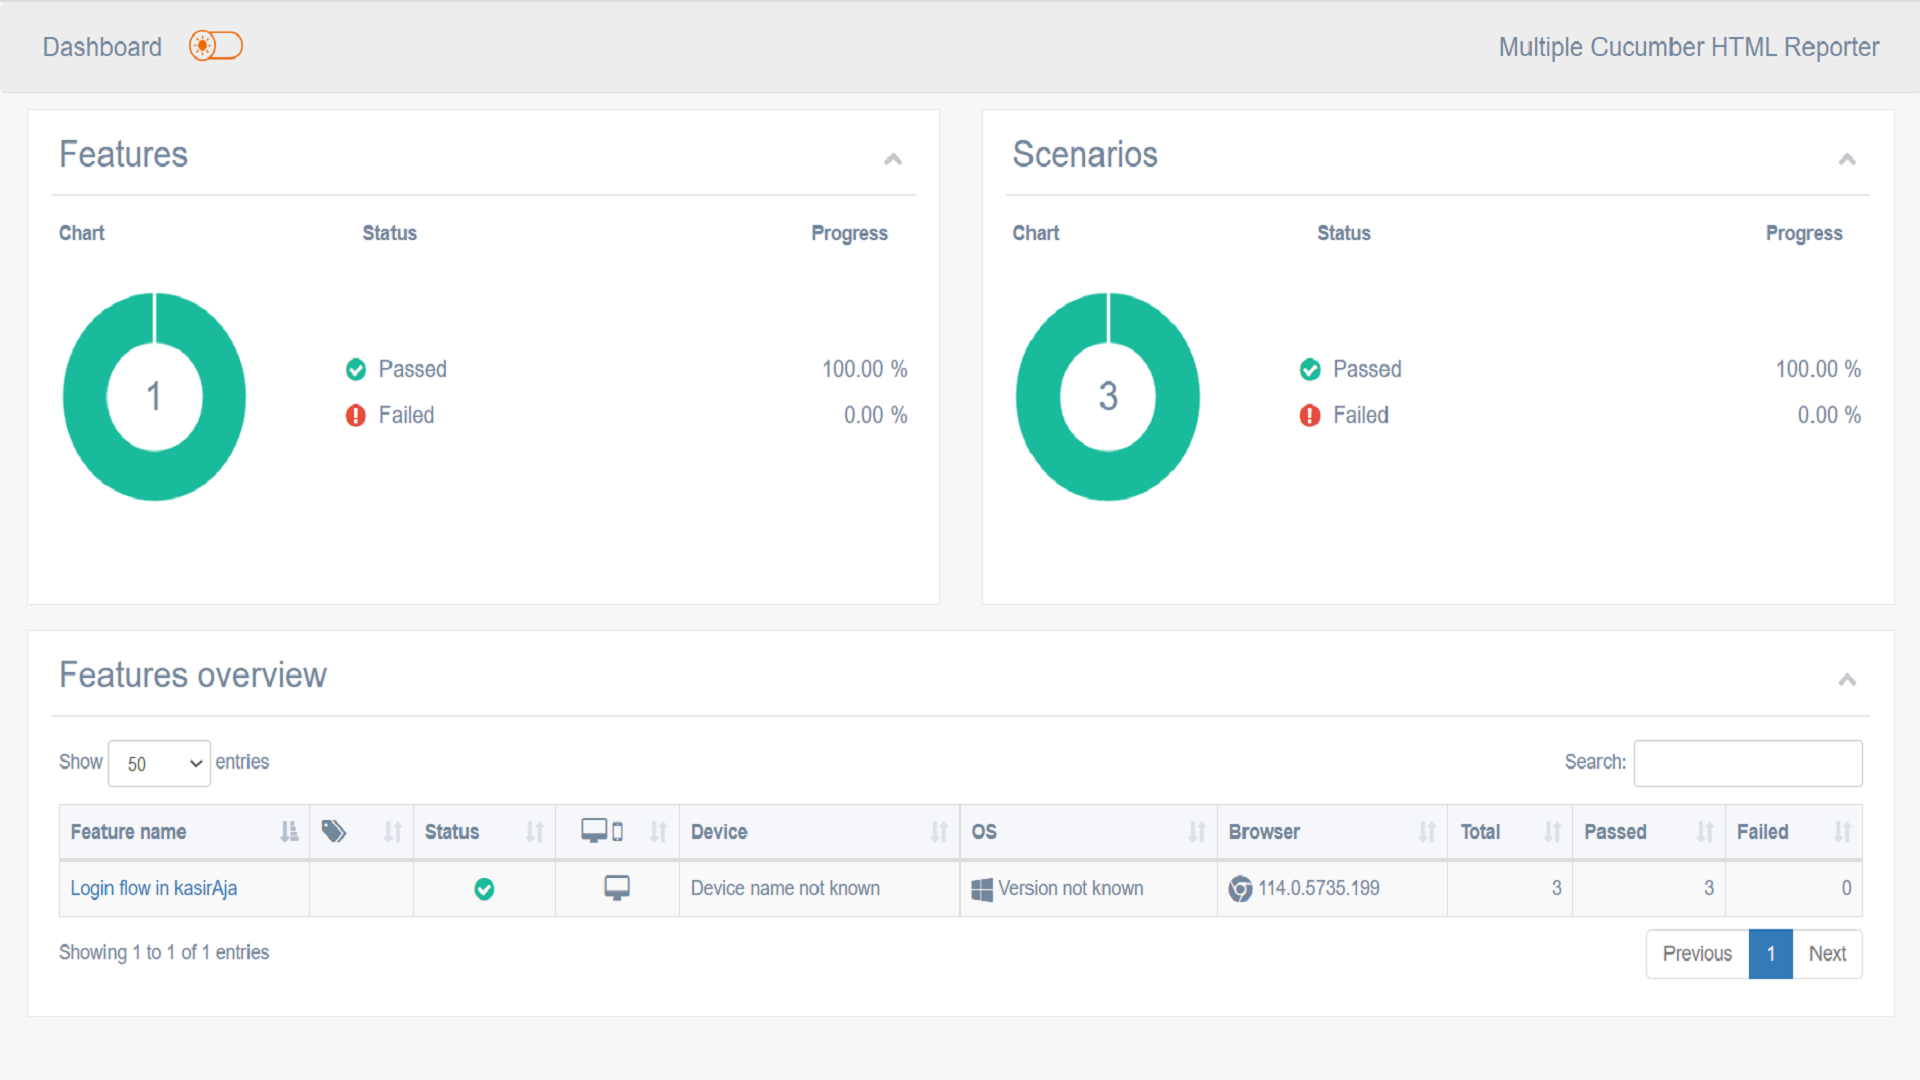 Dashboard Multiple Cucumber HTML Reporter
Features
Chart Status Progress
1
Passed 100.00 %
Failed 0.00 %
Scenarios
Chart Status Progress
3
Passed 100.00 %
Failed 0.00 %
Features overview
Show 50 entries Search:
Feature name Status Device OS Browser Total Passed Failed
Login flow in kasirAja Device name not known Version not known 114.0.5735.199 3 3 0
Showing 1 to 1 of 1 entries Previous 1 Next